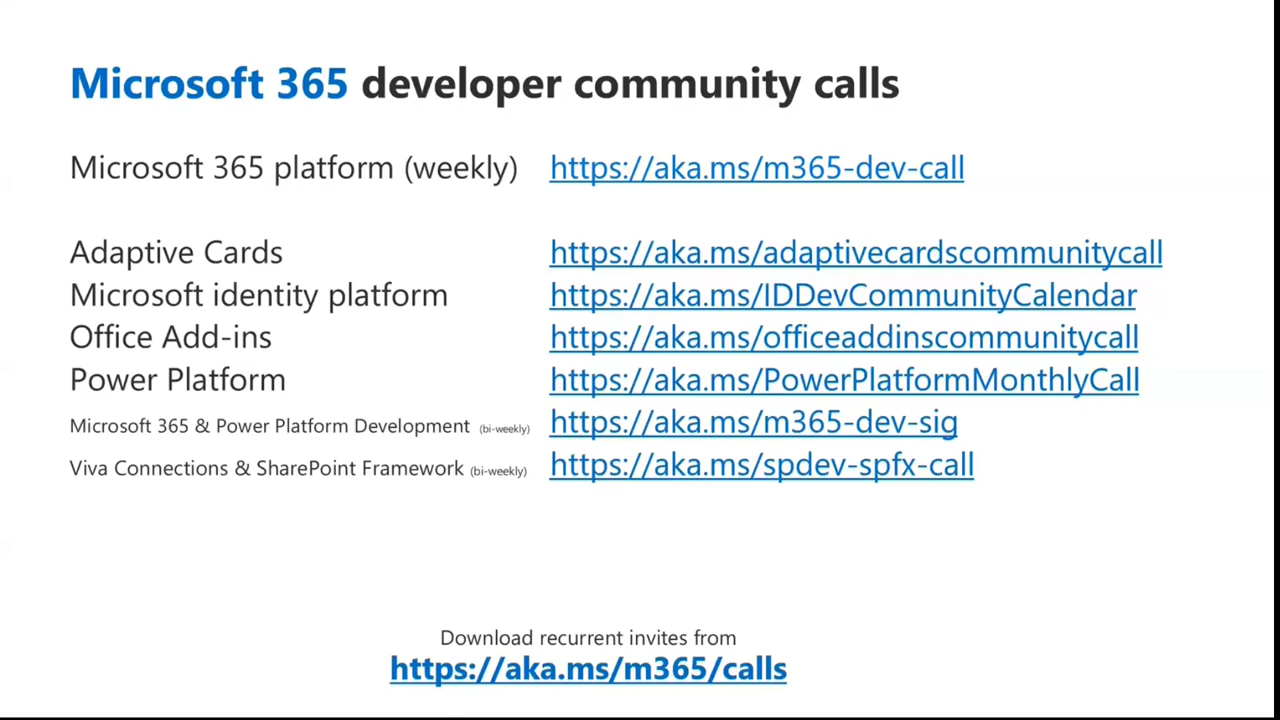 Microsoft 365 developer community calls
Microsoft 365 platform (weekly) https://aka.ms/m365-dev-call
Adaptive Cards https://aka.ms/adaptivecardscommunitycall
Microsoft identity platform https://aka.ms/IDDevCommunityCalendar
Office Add-ins https://aka.ms/officeaddinscommunitycall
Power Platform https://aka.ms/PowerPlatformMonthlyCall
Microsoft 365 & Power Platform Development (bi-weekly) https://aka.ms/m365-dev-sig
Viva Connections & SharePoint Framework (bi-weekly) https://aka.ms/spdev-spfx-call
Download recurrent invites from
https://aka.ms/m365/calls